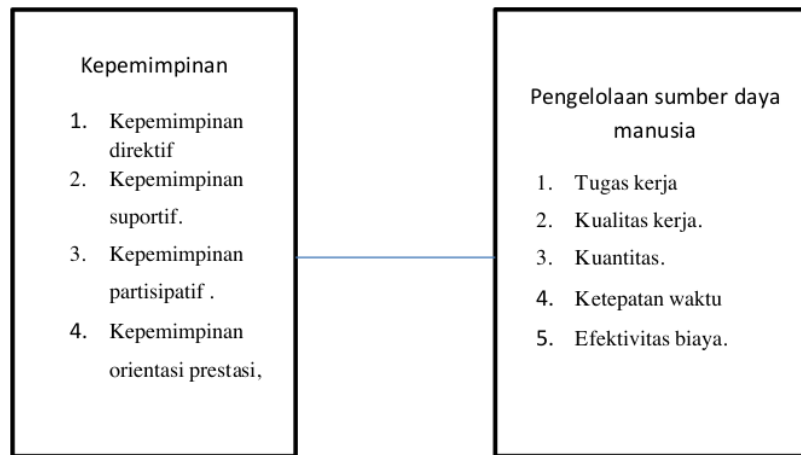 Kepemimpinan
1. Kepemimpinan
direktif
2. Kepemimpinan
suportif.
3. Kepemimpinan
partisipatif .
4. Kepemimpinan
orientasi prestasi,
Pengelolaan sumber daya
manusia
1. Tugas kerja
2. Kualitas kerja.
3. Kuantitas.
4. Ketepatan waktu
5. Efektivitas biaya.